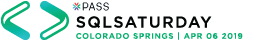 PASS
SQLSATURDAY
COLORADO SPRINGS | APR 06 2019